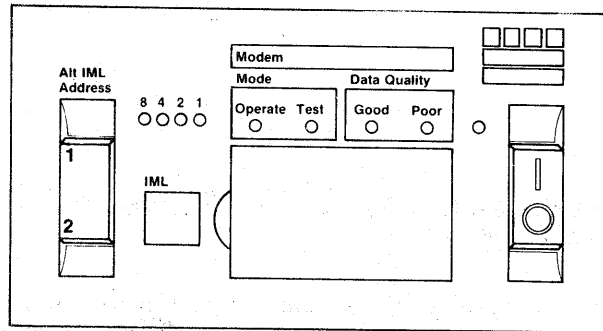 Modem
Alt IML
Address
Mode
Data Quality
8 4 2 1
Operate Test
Good Poor
1
IML
2